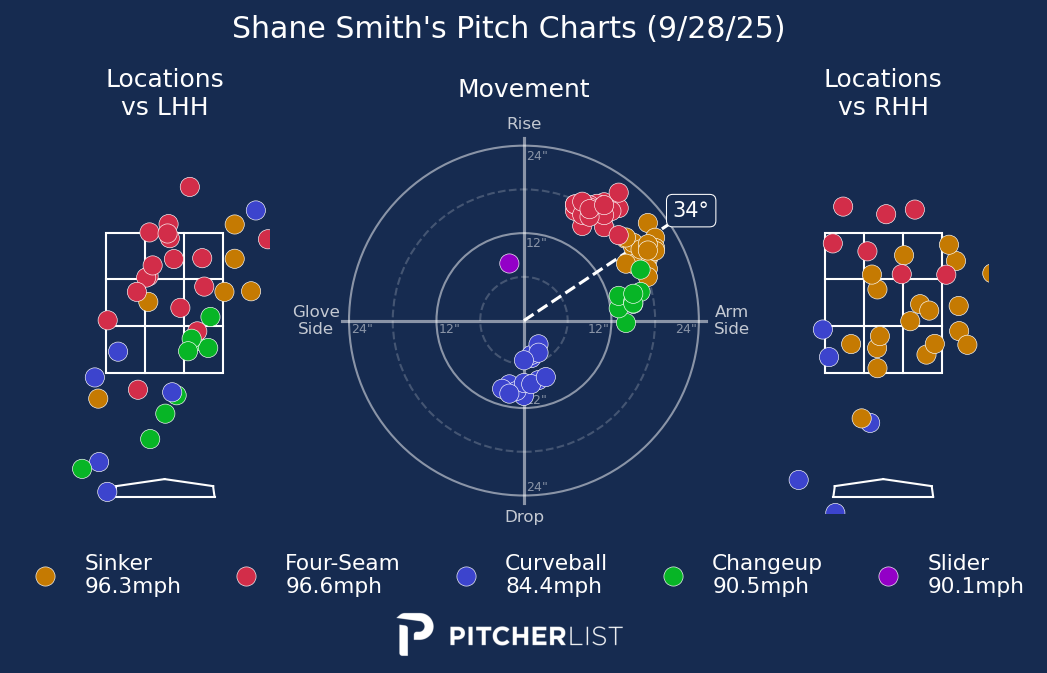 Shane Smith's Pitch Charts (9/28/25)
Locations
vs LHH
Movement
Locations
vs RHH
Rise
24"
12"
34°
Glove
Side
24"
12"
12"
24"
Arm
Side
2"
24"
Drop
Sinker
96.3mph
Four-Seam
96.6mph
Curveball
84.4mph
Changeup
90.5mph
Slider
90.1mph
PITCHERLIST